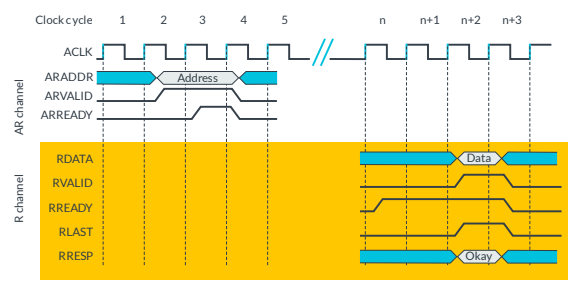 Clock cycle 1 2 3 4 5 n n+1 n+2 n+3
ACLK
ARADDR Address
ARVALID
ARREADY
AR channel
RDATA Data
RVALID
RREADY
RLAST
RRESP Okay
R channel